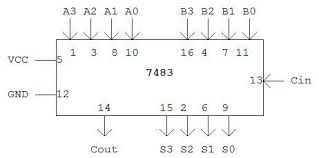 A3 A2 A1 A0 B3 B2 B1 B0
1 3 8 10 16 4 7 11
VCC 5 7483 13 Cin
GND 12
14 15 2 6 9
Cout S3 S2 S1 S0